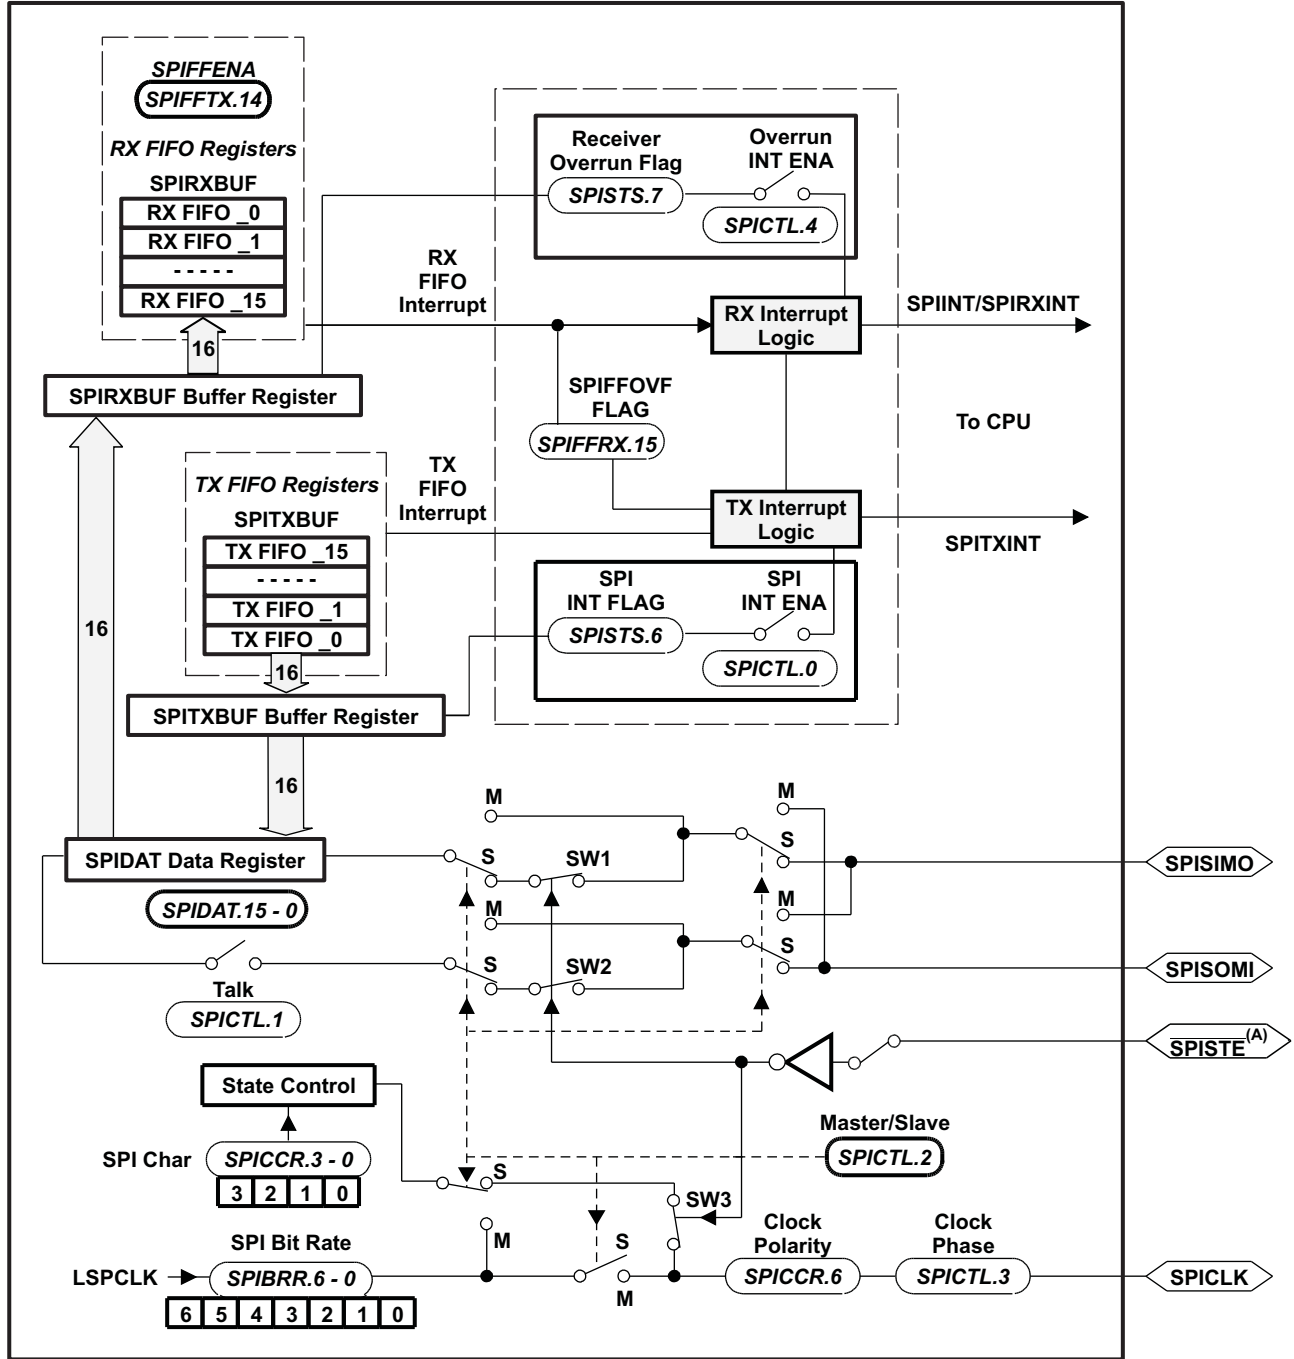 SPIFFENA
SPIFFTX.14
RX FIFO Registers
SPIRXBUF
RX FIFO _0
RX FIFO _1
- - - - -
RX FIFO _15
16
SPIRXBUF Buffer Register
Receiver
Overrun Flag
SPISTS.7
Overrun
INT ENA
SPICTL.4
RX
FIFO
Interrupt
RX Interrupt
Logic
SPIINT/SPIRXINT
SPIFFOVF
FLAG
SPIFFRX.15
To CPU
TX FIFO Registers
SPITXBUF
TX FIFO _15
- - - - -
TX FIFO _1
TX FIFO _0
16
TX
FIFO
Interrupt
TX Interrupt
Logic
SPITXINT
SPI
INT FLAG
SPISTS.6
SPI
INT ENA
SPICTL.0
16
SPITXBUF Buffer Register
16
SPIDAT Data Register
SPIDAT.15 - 0
M
S
SW1
M
S
SPISIMO
M
S
SW2
M
S
SPISOMI
Talk
SPICTL.1
SPISTE(A)
State Control
Master/Slave
SPICTL.2
SPI Char
SPICCR.3 - 0
3 2 1 0
S
M
SW3
SPI Bit Rate
LSPCLK
SPIBRR.6 - 0
6 5 4 3 2 1 0
S
M
Clock
Polarity
SPICCR.6
Clock
Phase
SPICTL.3
SPICLK